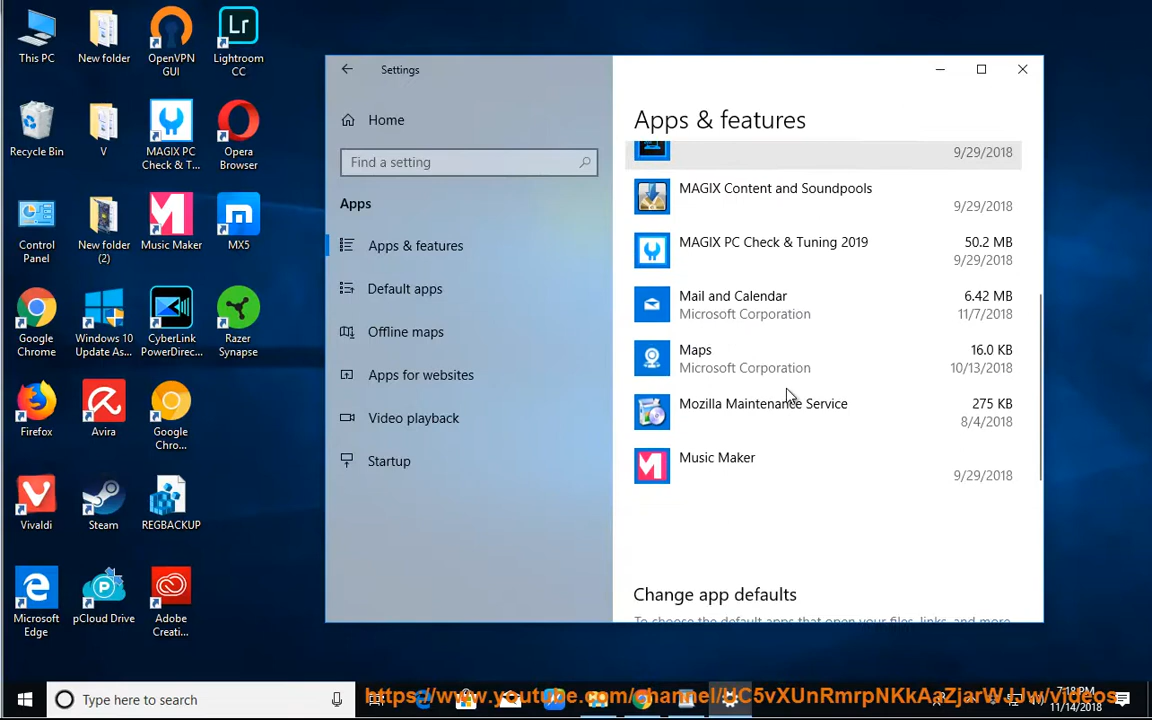 This PC
New folder
OpenVPN
GUI
Lightroom
CC
Lr
Recycle Bin
V
MAGIX PC
Check & T...
Opera
Browser
Control
Panel
New folder
(2)
Music Maker
MX5
Google
Chrome
Windows 10
Update As...
CyberLink
PowerDirec...
Razer
Synapse
Firefox
Avira
Google
Chro...
Vivaldi
Steam
REGBACKUP
Microsoft
Edge
pCloud Drive
Adobe
Creati...
Settings
Home
Find a setting
Apps
Apps & features
Default apps
Offline maps
Apps for websites
Video playback
Startup
Apps & features
9/29/2018
MAGIX Content and Soundpools
9/29/2018
MAGIX PC Check & Tuning 2019 50.2 MB
9/29/2018
Mail and Calendar 6.42 MB
Microsoft Corporation 11/7/2018
Maps 16.0 KB
Microsoft Corporation 10/13/2018
Mozilla Maintenance Service 275 KB
8/4/2018
Music Maker
9/29/2018
Change app defaults
To choose the default apps that open your files, links, and more,
Type here to search
https://www.youtube.com/channel/UC5vXUnRmrpNKkAaZjarWJJw/videos
7:18 PM
11/14/2018